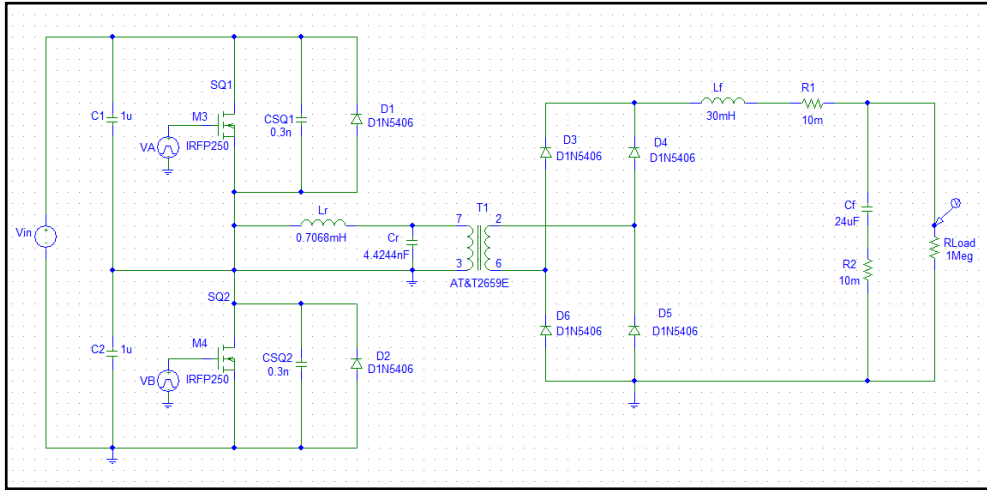 SQ1
C1 1u
M3
IRFP250
VA
CSQ1
0.3n
D1
D1N5406
Lr
0.7068mH
Cr
4.4244nF
Vin
7 T1 2
3 6
AT&T2659E
D3
D1N5406
D4
D1N5406
Lf
30mH
R1
10m
Cf
24uF
R2
10m
V
RLoad
1Meg
SQ2
C2 1u
M4
IRFP250
VB
CSQ2
0.3n
D2
D1N5406
D6
D1N5406
D5
D1N5406